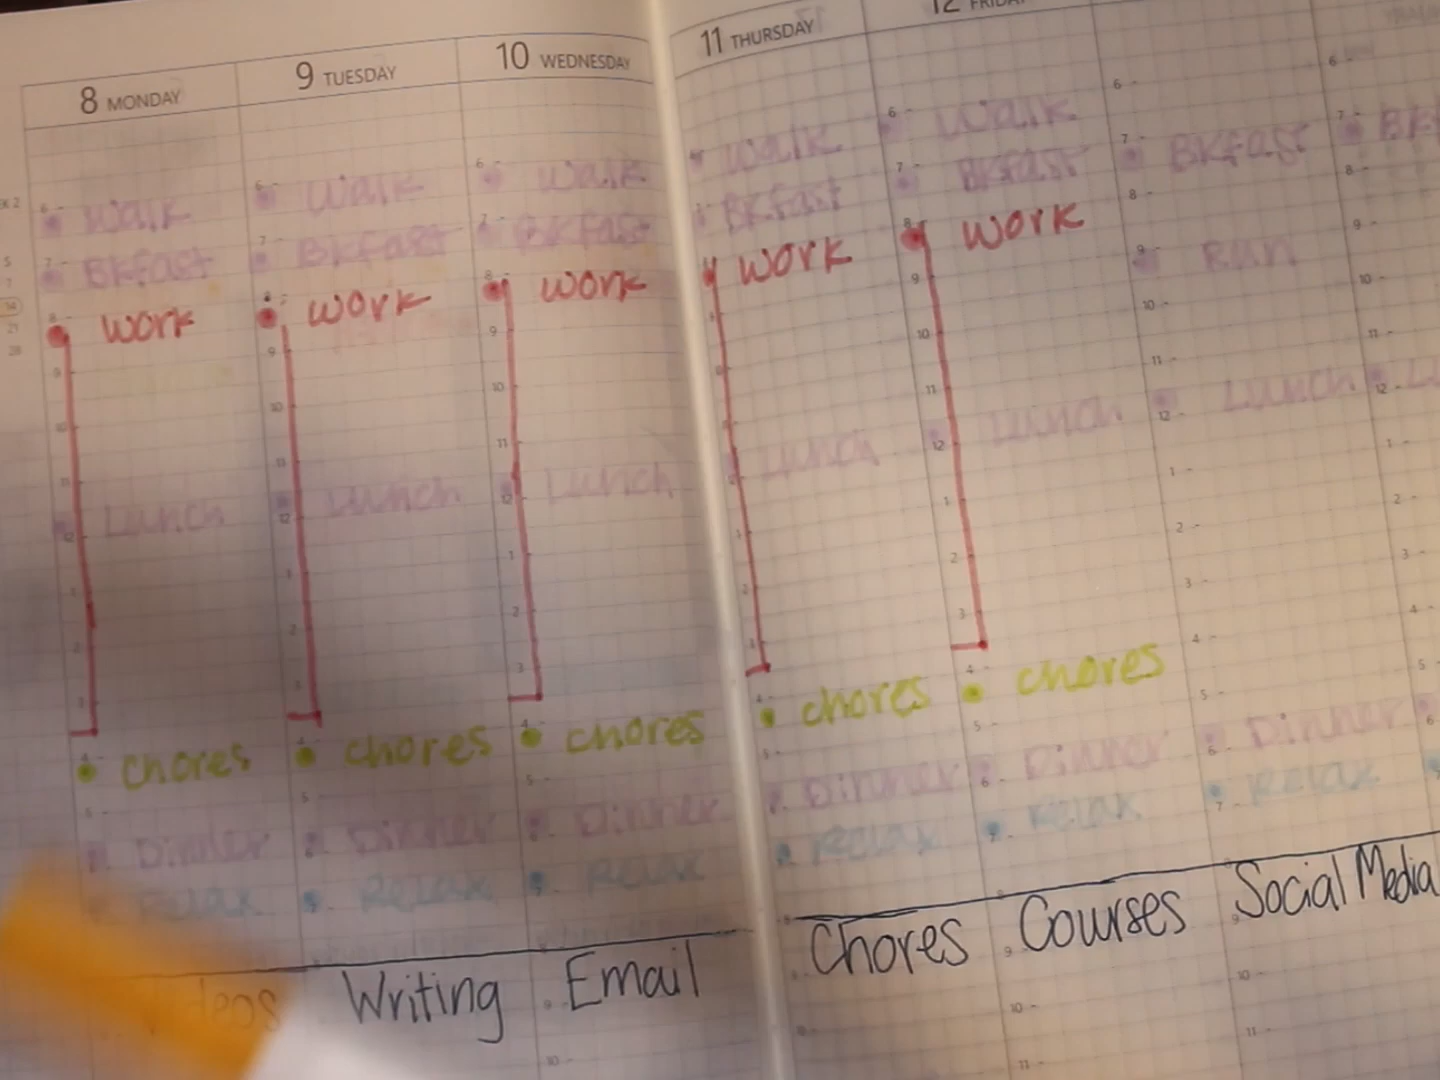 8 MONDAY
9 TUESDAY
10 WEDNESDAY
11 THURSDAY
12
Walk
Walk
Walk
Walk
Walk
Bkfast
BKfast
BKfast
BKfast
BKfast
BKfast
work
work
work
work
work
Run
Lunch
Lunch
Lunch
Lunch
Lunch
Lunch
chores
chores
chores
chores
chores
Dinner
Dinner
Dinner
Dinner
Dinner
Dinner
Relax
Relax
Relax
Relax
Relax
Relax
Writing
Email
Chores
Courses
Social Media